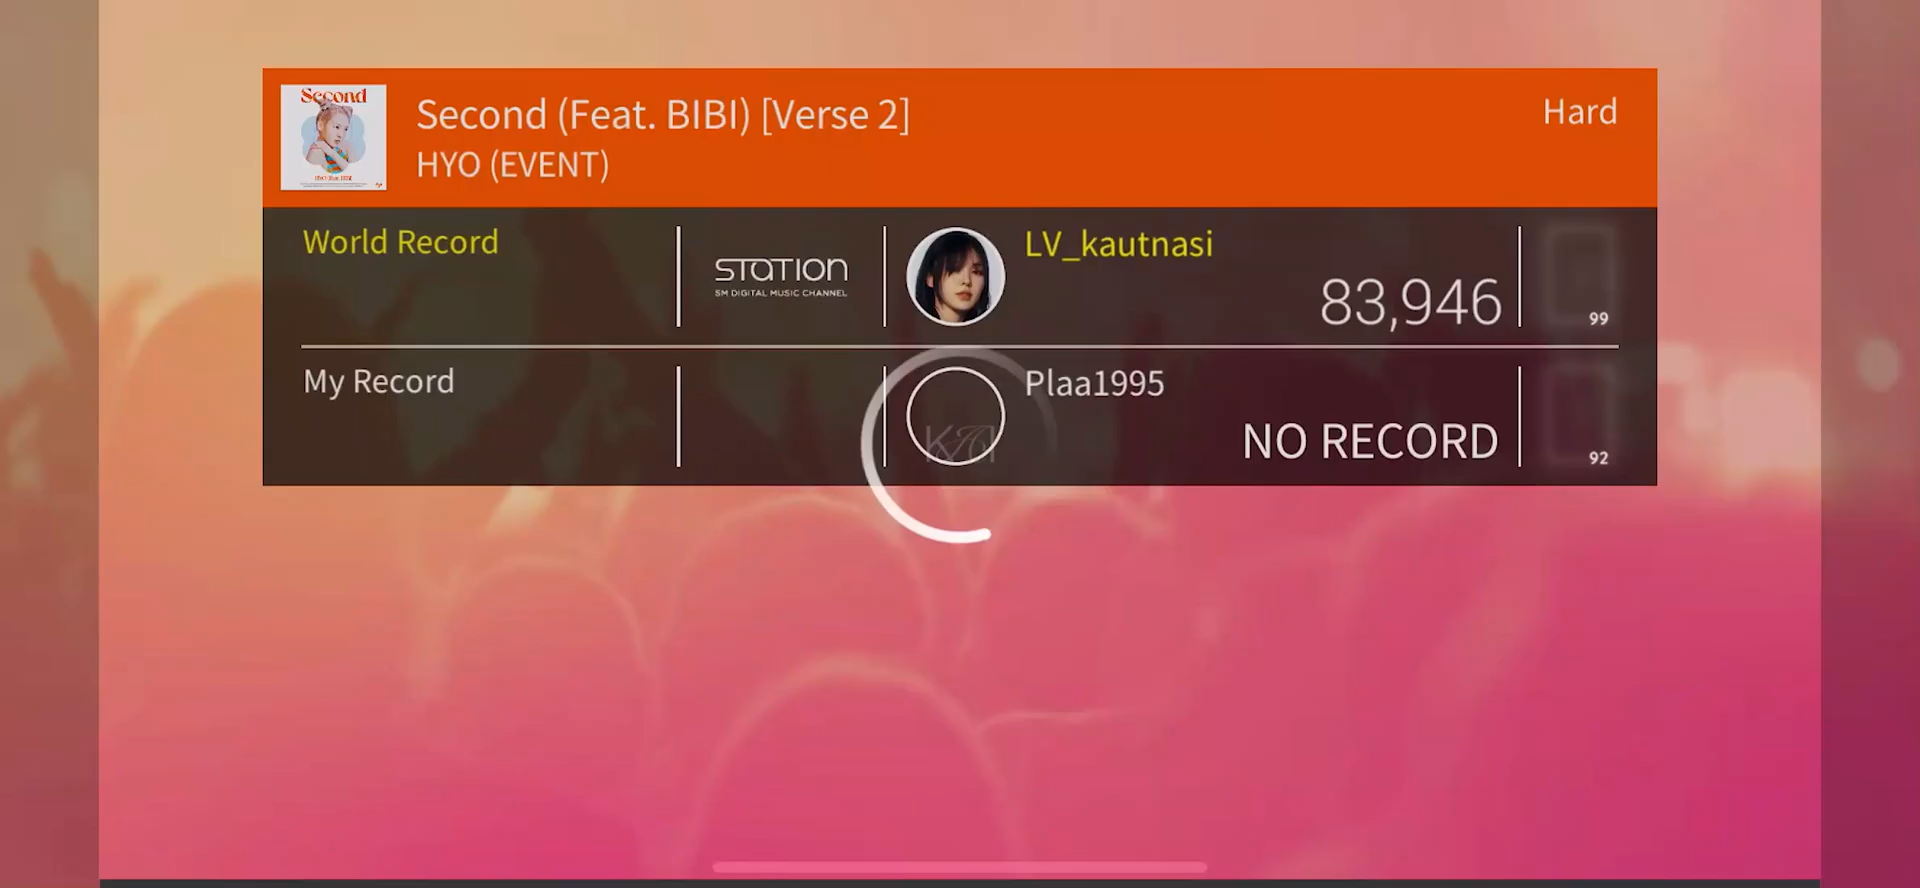 Second
Second (Feat. BIBI) [Verse 2]
HYO (EVENT)
Hard
World Record
STATION
SM DIGITAL MUSIC CHANNEL
LV_kautnasi
83,946
99
My Record
KAI
Plaa1995
NO RECORD
92